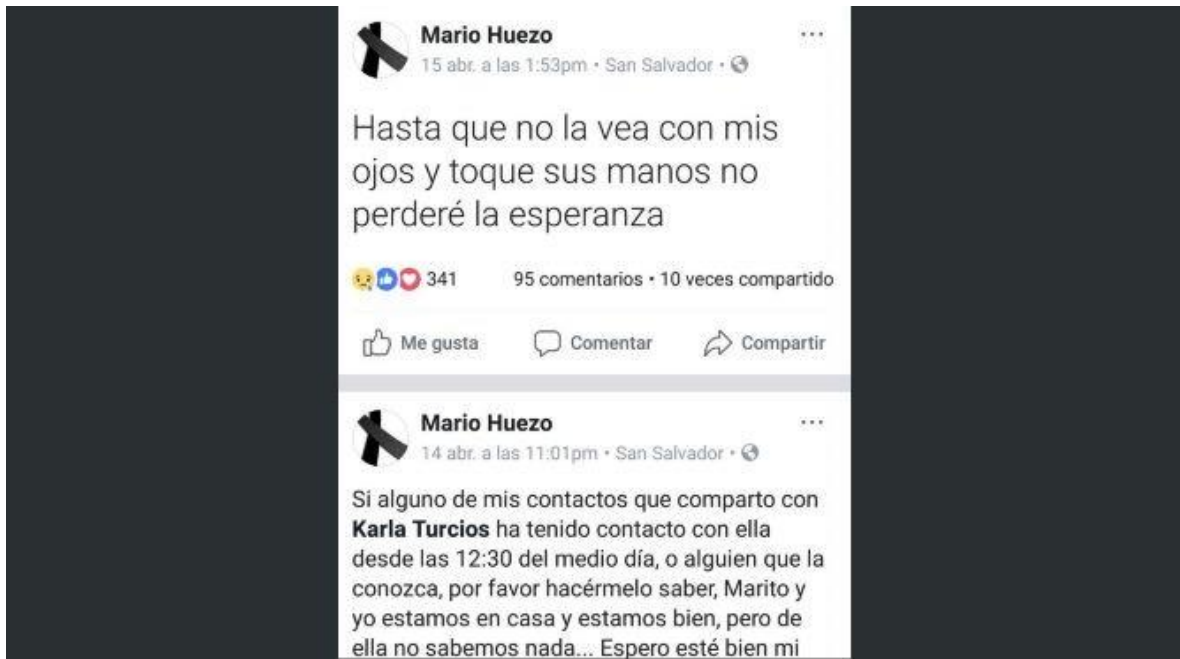 Mario Huezo
15 abr. a las 1:53pm • San Salvador •
Hasta que no la vea con mis
ojos y toque sus manos no
perderé la esperanza
341 95 comentarios • 10 veces compartido
Me gusta Comentar Compartir
Mario Huezo
14 abr. a las 11:01pm • San Salvador •
Si alguno de mis contactos que comparto con
Karla Turcios ha tenido contacto con ella
desde las 12:30 del medio día, o alguien que la
conozca, por favor hacérmelo saber, Marito y
yo estamos en casa y estamos bien, pero de
ella no sabemos nada... Espero esté bien mi